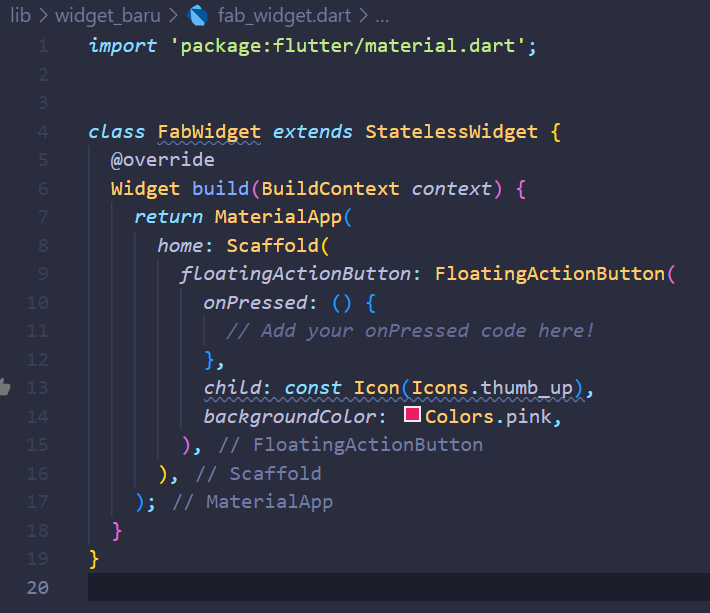 lib > widget_baru > fab_widget.dart > ...
1 import 'package:flutter/material.dart';
2
3
4 class FabWidget extends StatelessWidget {
5 @override
6 Widget build(BuildContext context) {
7 return MaterialApp(
8 home: Scaffold(
9 floatingActionButton: FloatingActionButton(
10 onPressed: () {
11 // Add your onPressed code here!
12 },
13 child: const Icon(Icons.thumb_up),
14 backgroundColor: Colors.pink,
15 ), // FloatingActionButton
16 ), // Scaffold
17 ); // MaterialApp
18 }
19 }
20